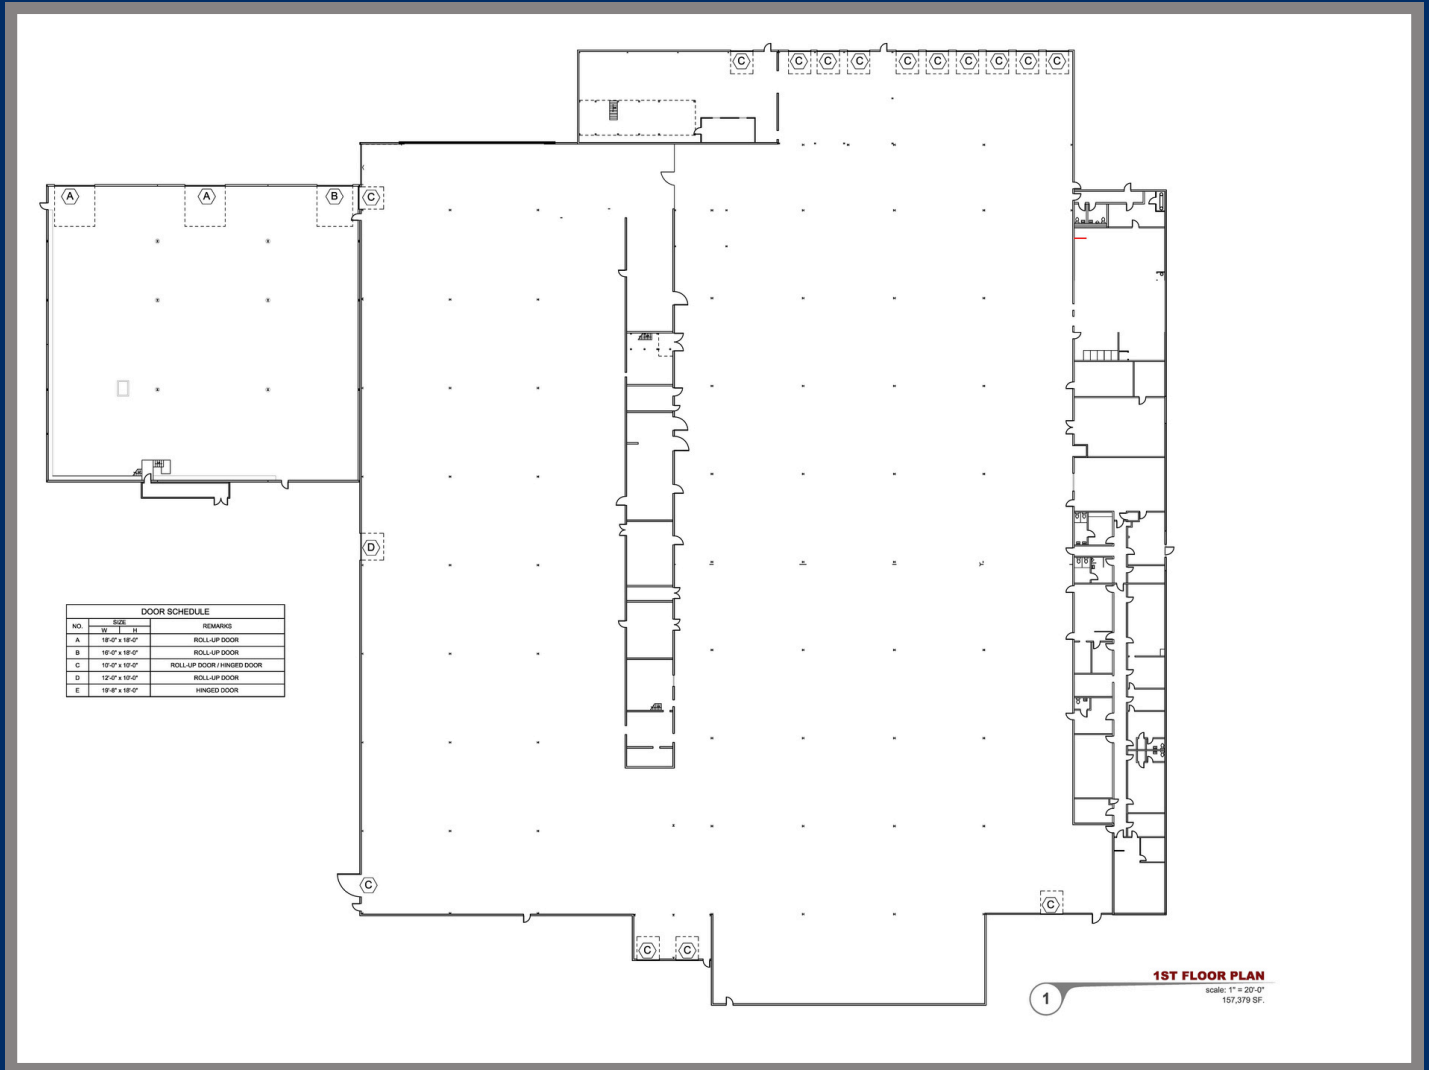 C C C C C C C C C C
A A B C
D
DOOR SCHEDULE
NO. SIZE REMARKS
W H
A 18'-0" x 18'-0" ROLL-UP DOOR
B 16'-0" x 18'-0" ROLL-UP DOOR
C 10'-0" x 10'-0" ROLL-UP DOOR / HINGED DOOR
D 12'-0" x 10'-0" ROLL-UP DOOR
E 19'-8" x 18'-0" HINGED DOOR
C
C
C C
1ST FLOOR PLAN
scale: 1" = 20'-0"
1
157,379 SF.